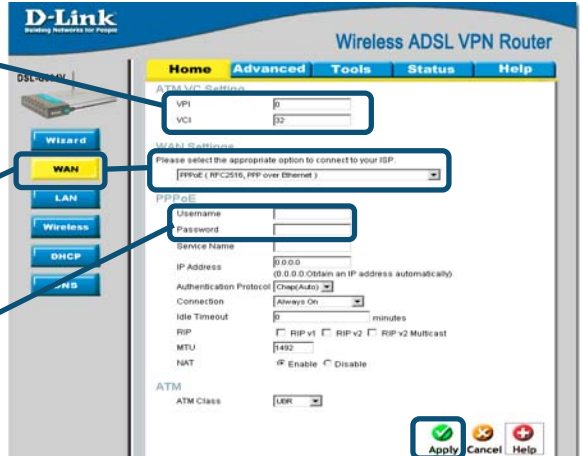 D-Link
Building Networks for People
Wireless ADSL VPN Router
Home Advanced Tools Status Help
ATM VC Setting
VPI 0
VCI 32
Wizard
WAN
LAN
Wireless
DHCP
DNS
WAN Settings
Please select the appropriate option to connect to your ISP.
PPPoE ( RFC2516, PPP over Ethernet )
PPPoE
Username
Password
Service Name
IP Address 0.0.0.0
(0.0.0.0:Obtain an IP address automatically)
Authentication Protocol Chap(Auto)
Connection Always On
Idle Timeout 0 minutes
RIP RIP v1 RIP v2 RIP v2 Multicast
MTU 1492
NAT Enable Disable
ATM
ATM Class UBR
Apply Cancel Help